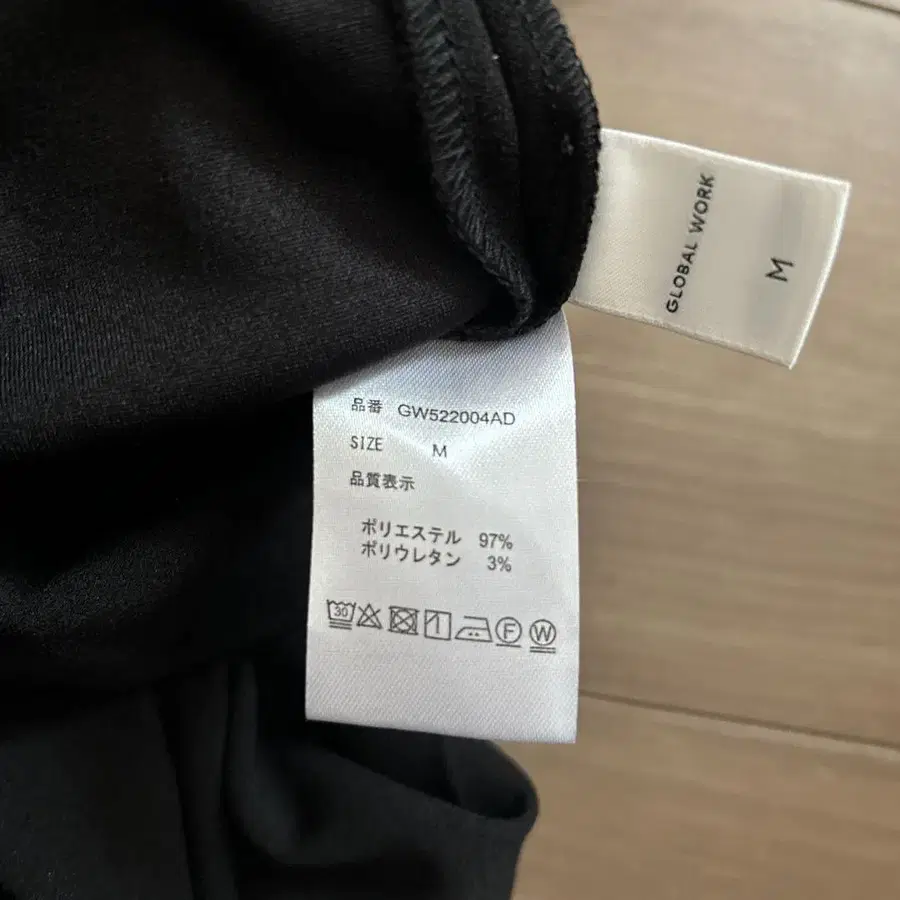 GLOBAL WORK
M
品番 GW522004AD
SIZE M
品質表示
ポリエステル 97%
ポリウレタン 3%
30 F W